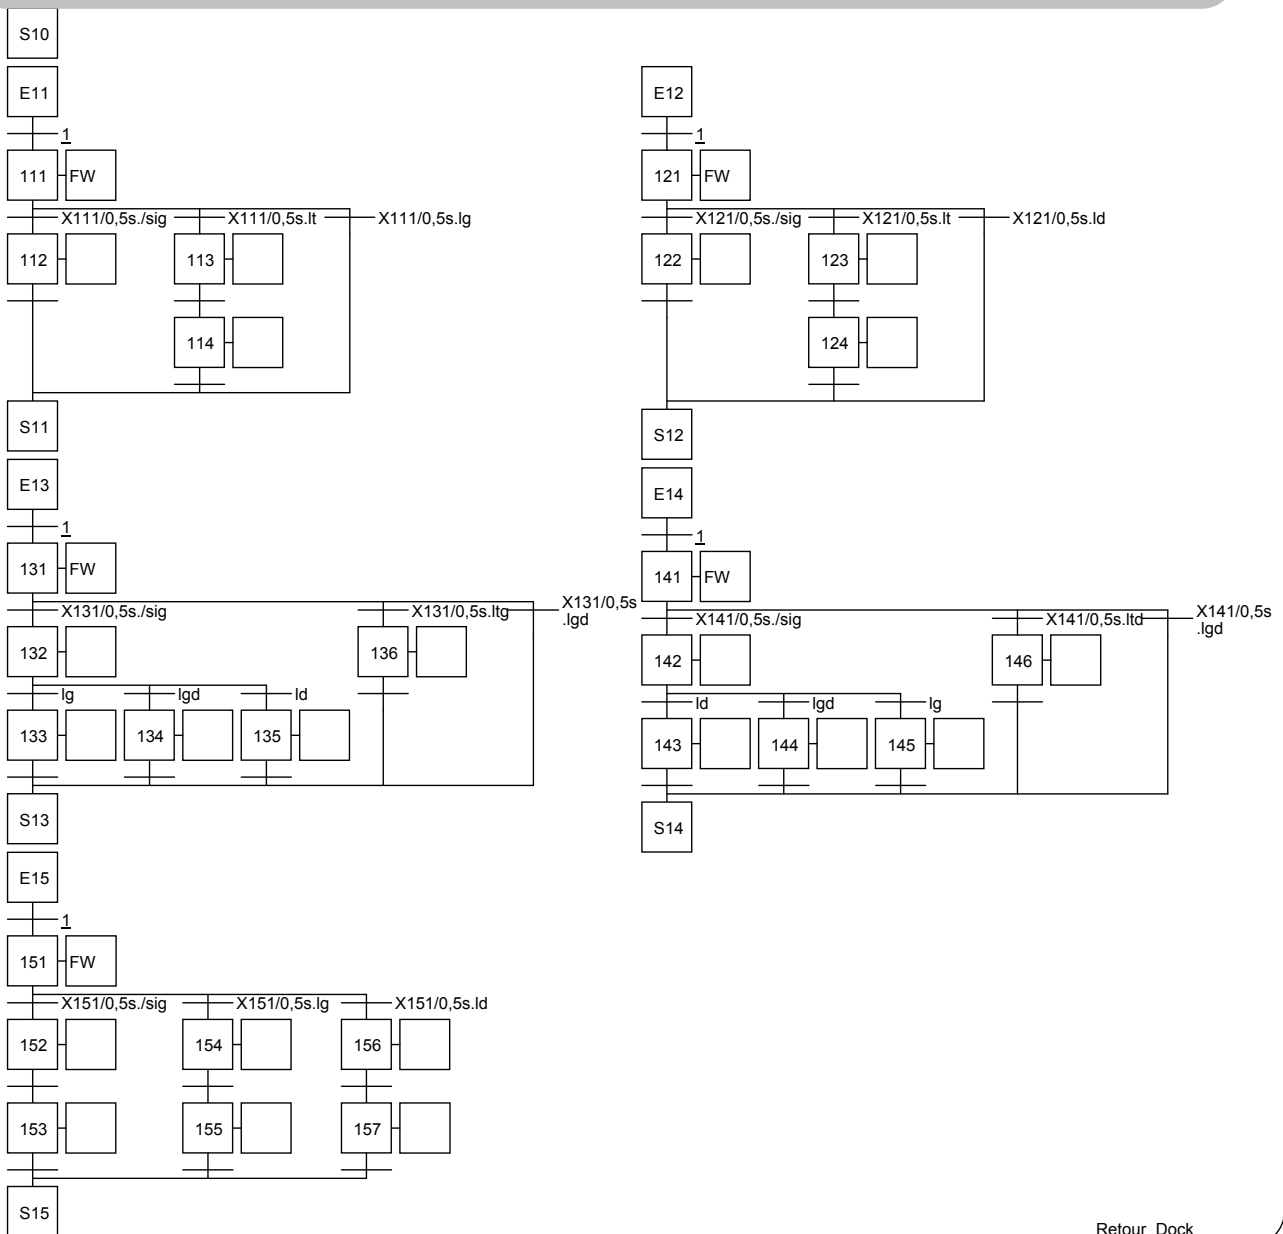 S10
E11
1
111 FW
X111/0,5s./sig X111/0,5s.lt X111/0,5s.lg
112 113
114
S11
E12
1
121 FW
X121/0,5s./sig X121/0,5s.lt X121/0,5s.ld
122 123
124
S12
E13
1
131 FW
X131/0,5s./sig X131/0,5s.ltg X131/0,5s
.lgd
132 136
lg lgd ld
133 134 135
S13
E14
1
141 FW
X141/0,5s./sig X141/0,5s.ltd X141/0,5s
.lgd
142 146
ld lgd lg
143 144 145
S14
E15
1
151 FW
X151/0,5s./sig X151/0,5s.lg X151/0,5s.ld
152 154 156
153 155 157
S15
Retour_Dock